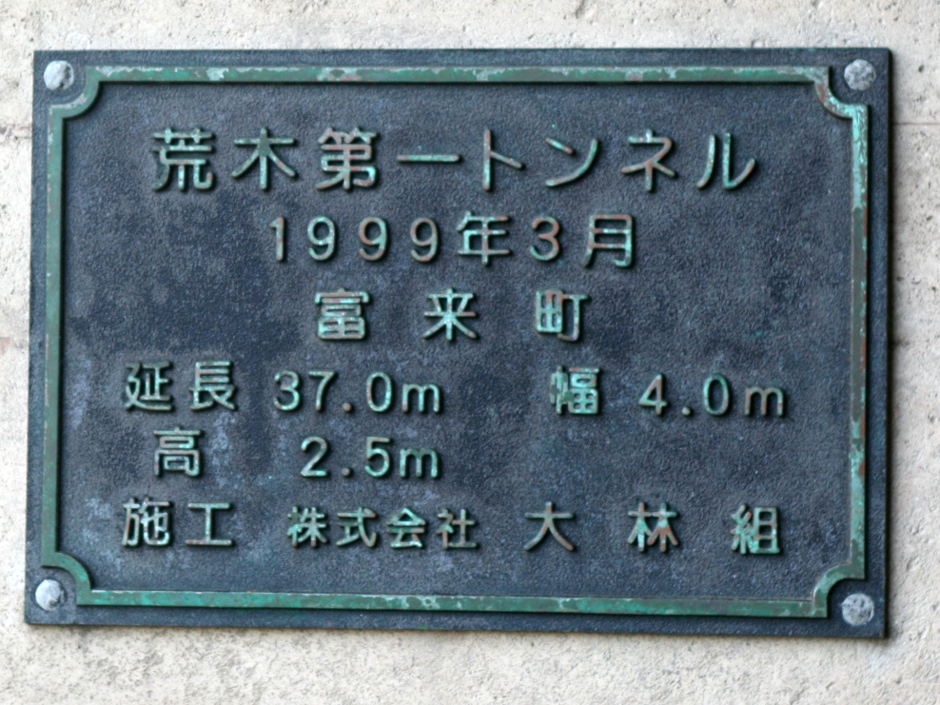 荒木第一トンネル
1999年3月
富来町
延長 37.0m 幅 4.0m
高 2.5m
施工 株式会社 大林組